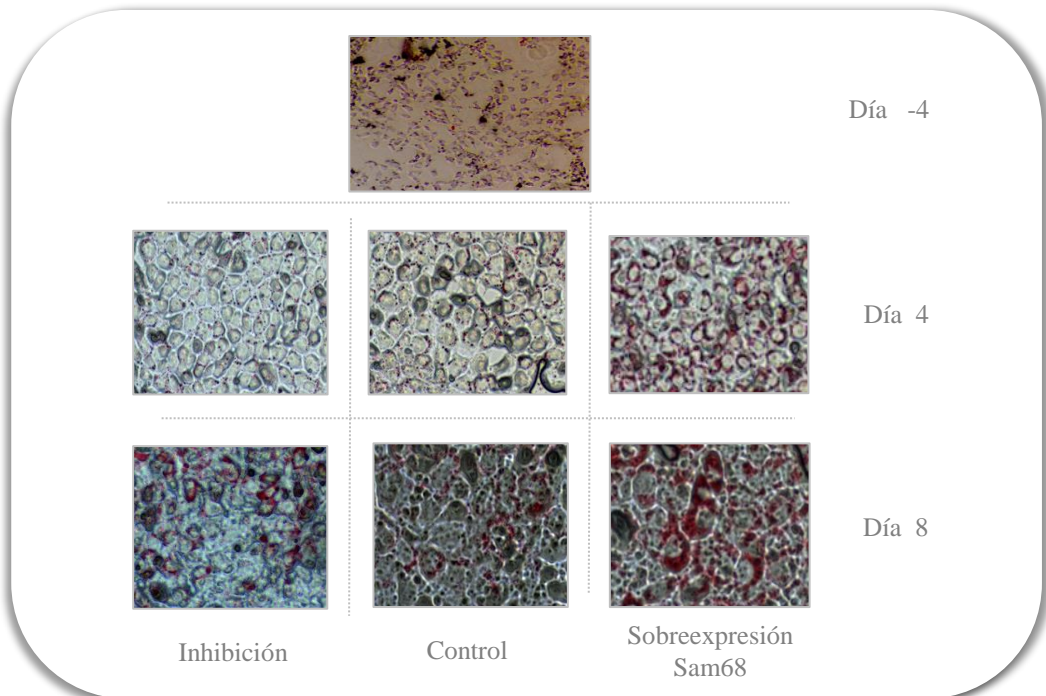 Día -4
Día 4
Día 8
Inhibición
Control
Sobreexpresión
Sam68